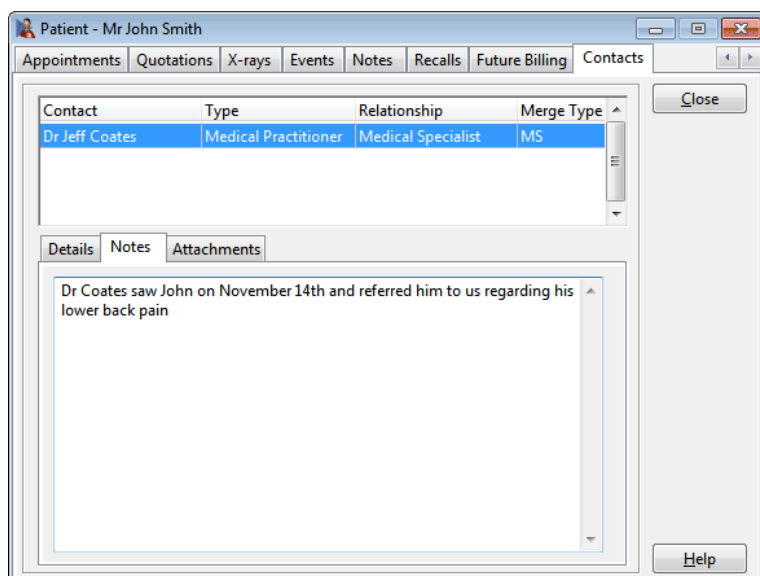 Patient - Mr John Smith
Appointments Quotations X-rays Events Notes Recalls Future Billing Contacts
Close
Contact Type Relationship Merge Type
Dr Jeff Coates Medical Practitioner Medical Specialist MS
Details Notes Attachments
Dr Coates saw John on November 14th and referred him to us regarding his
lower back pain
Help